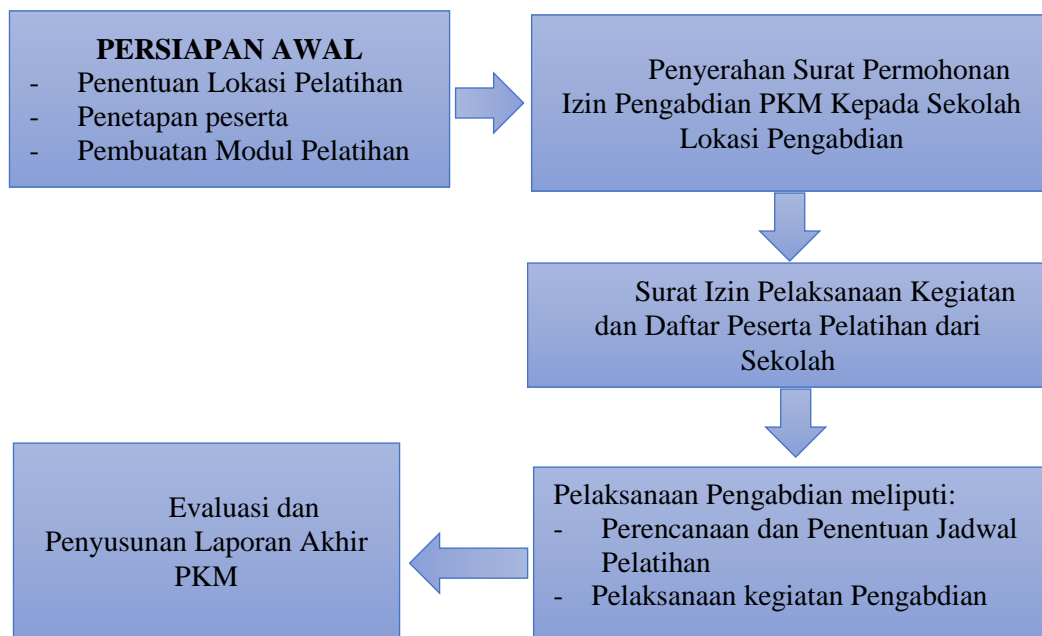 PERSIAPAN AWAL
- Penentuan Lokasi Pelatihan
- Penetapan peserta
- Pembuatan Modul Pelatihan
Penyerahan Surat Permohonan
Izin Pengabdian PKM Kepada Sekolah
Lokasi Pengabdian
Surat Izin Pelaksanaan Kegiatan
dan Daftar Peserta Pelatihan dari
Sekolah
Pelaksanaan Pengabdian meliputi:
- Perencanaan dan Penentuan Jadwal
Pelatihan
- Pelaksanaan kegiatan Pengabdian
Evaluasi dan
Penyusunan Laporan Akhir
PKM